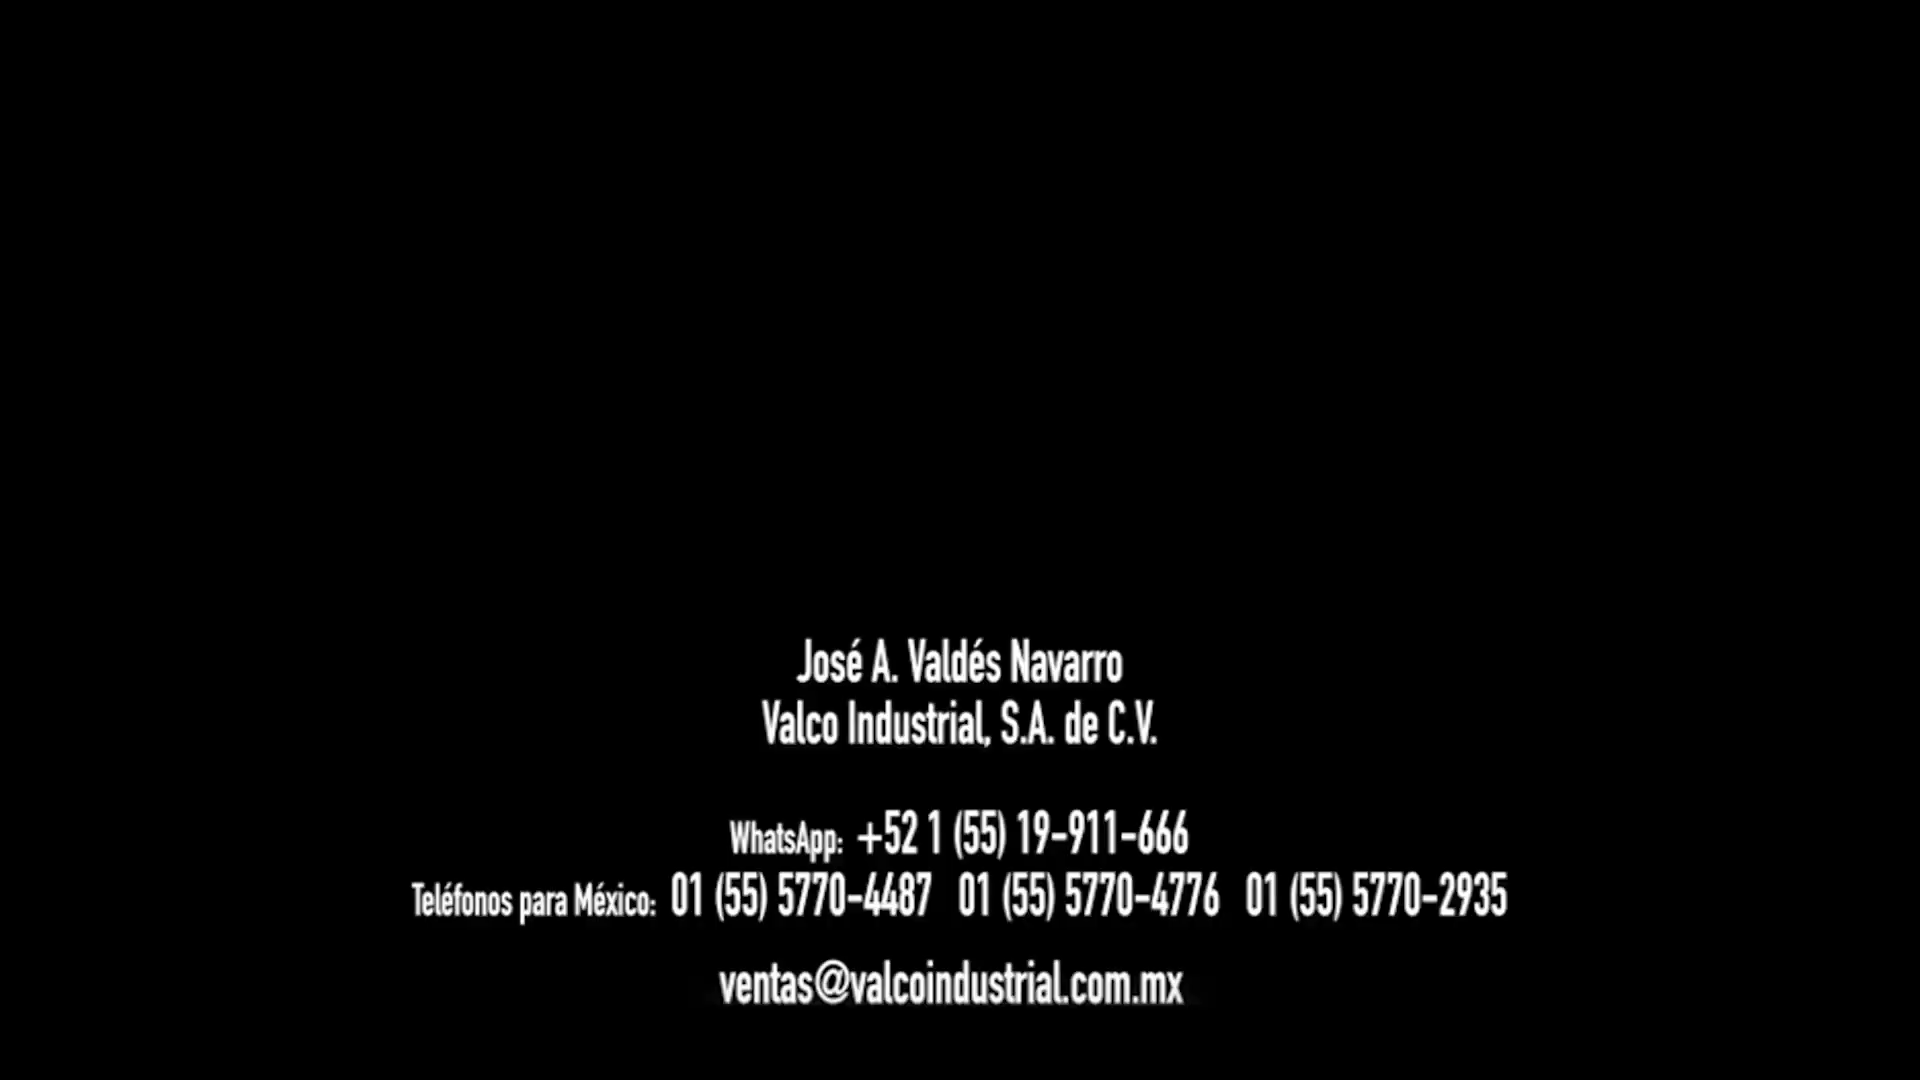 José A. Valdés Navarro
Valco Industrial, S.A. de C.V.
WhatsApp: +52 1 (55) 19-911-666
Teléfonos para México: 01 (55) 5770-4487 01 (55) 5770-4776 01 (55) 5770-2935
ventas@valcoindustrial.com.mx